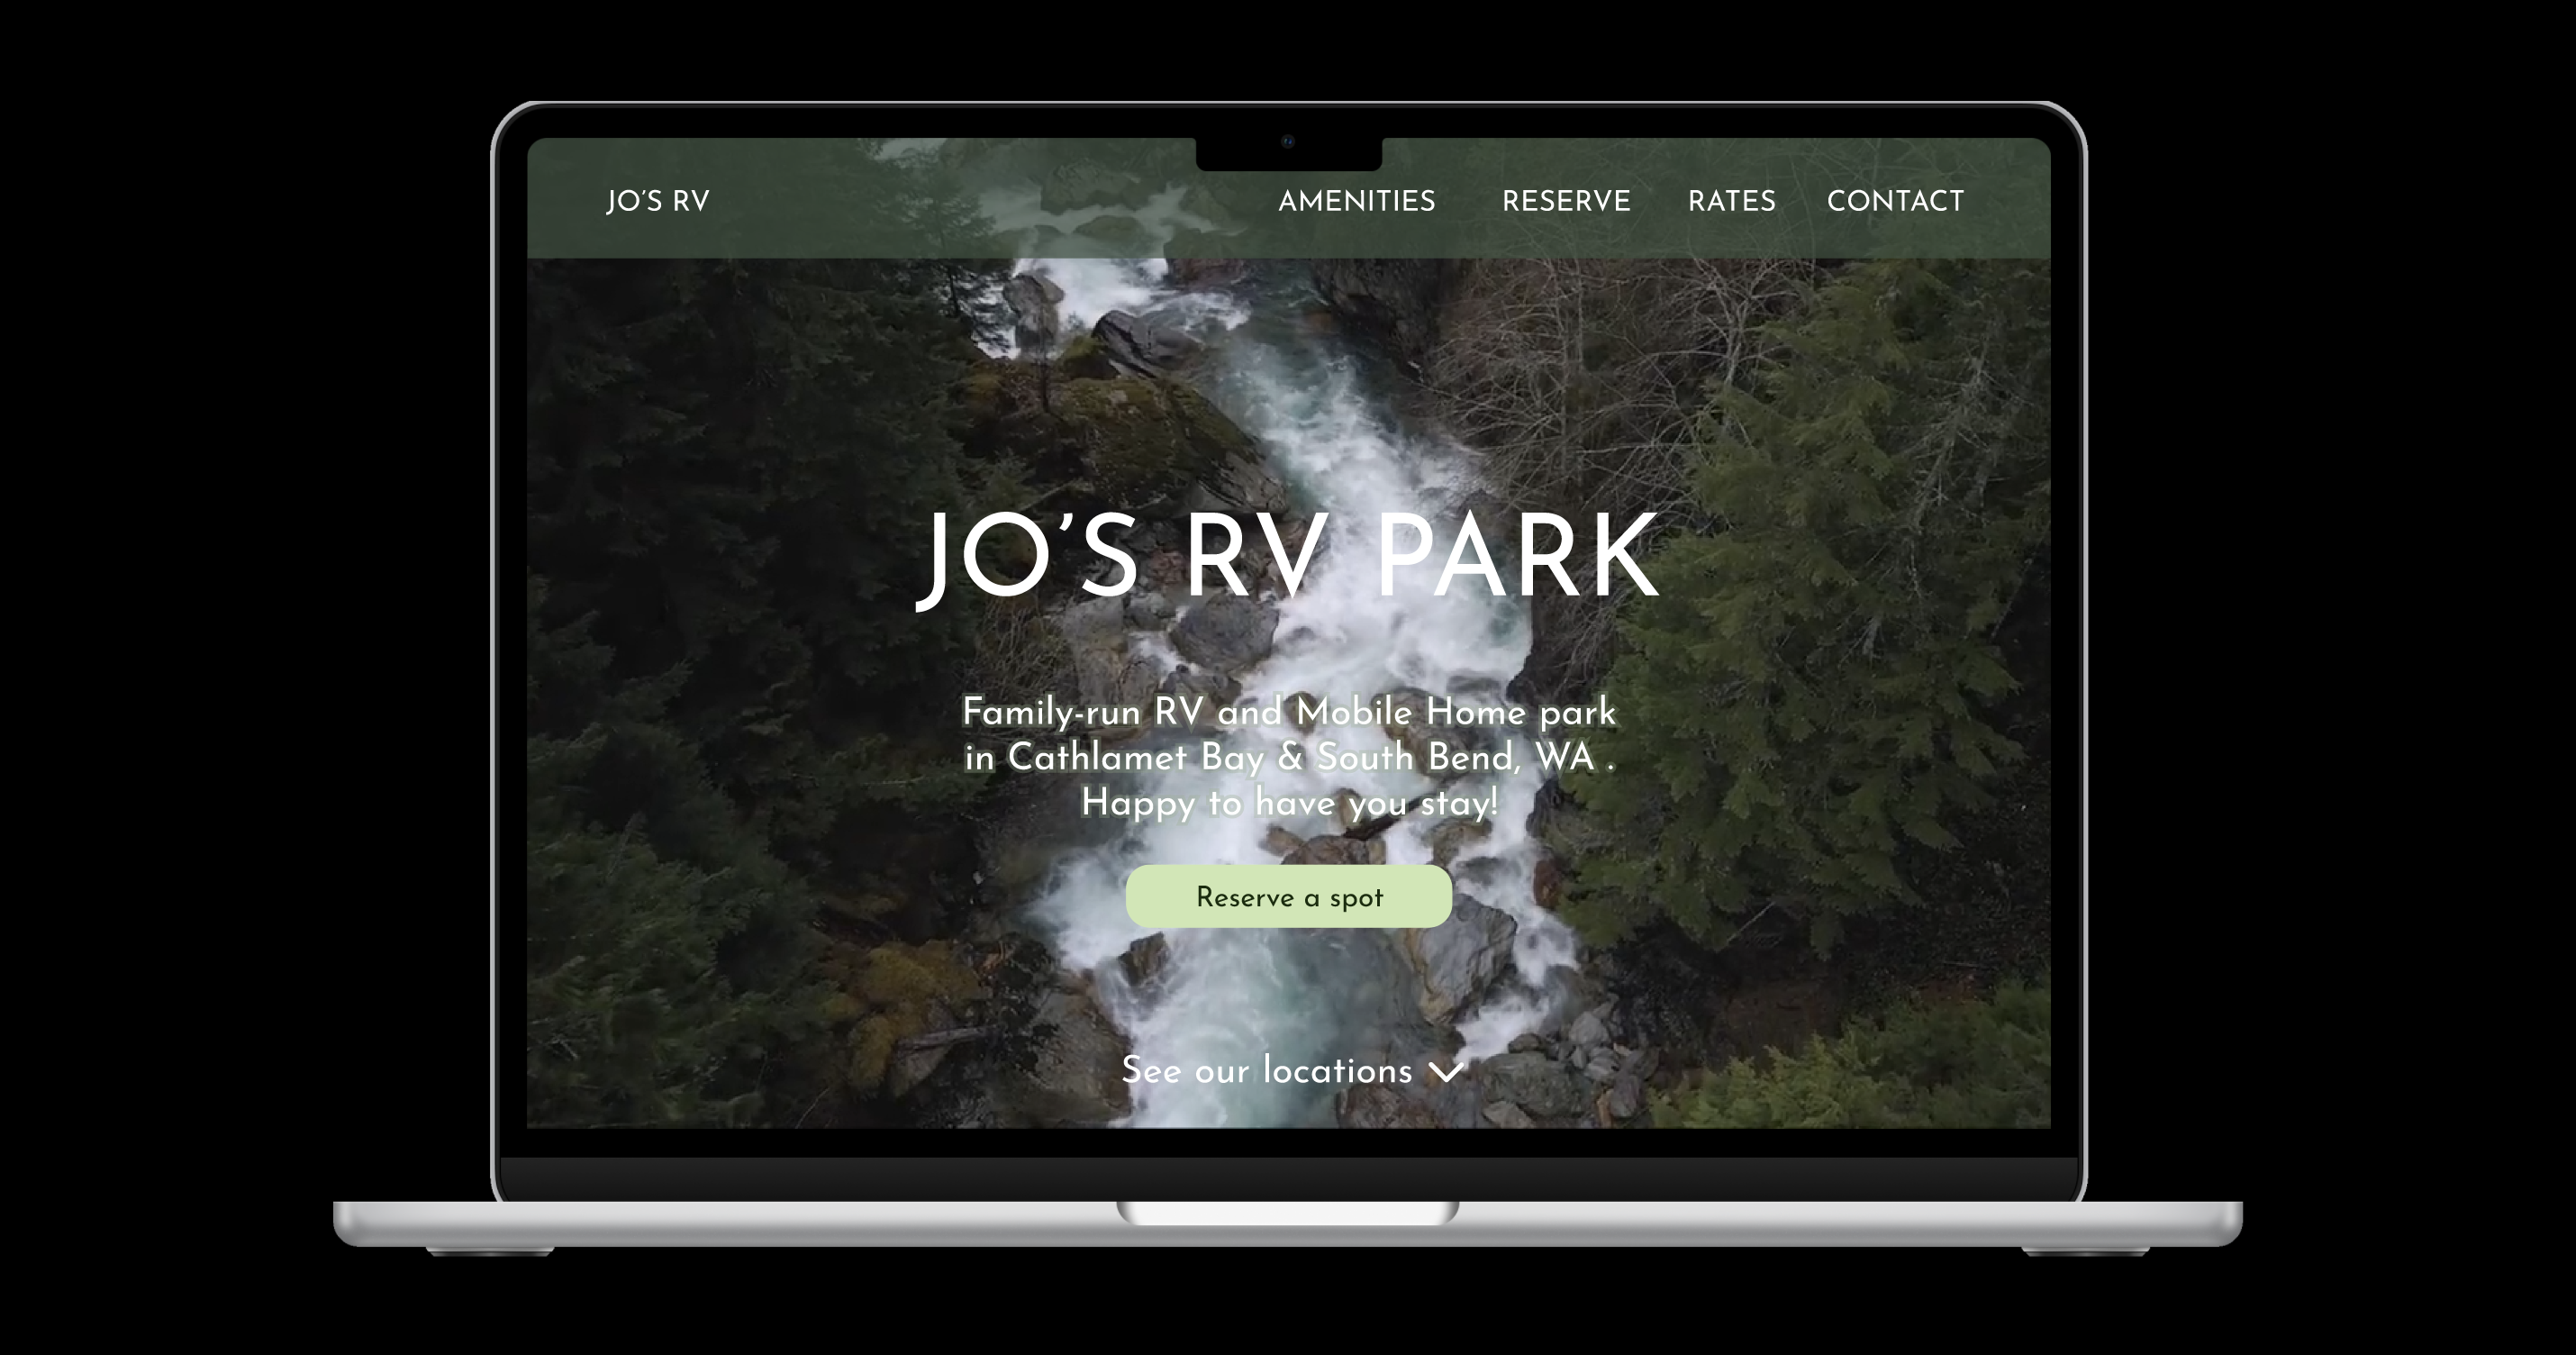 JO'S RV
AMENITIES RESERVE RATES CONTACT
JO'S RV PARK
Family-run RV and Mobile Home park
in Cathlamet Bay & South Bend, WA .
Happy to have you stay!
Reserve a spot
See our locations